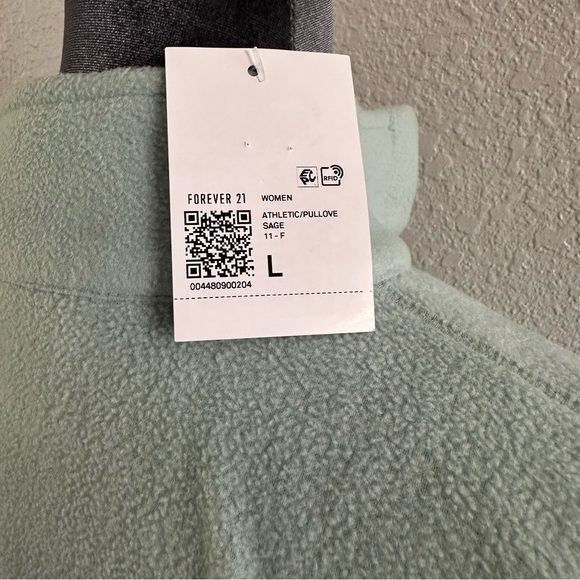 RFID
FOREVER 21 WOMEN
ATHLETIC/PULLOVE
SAGE
11 - F
L
004480900204